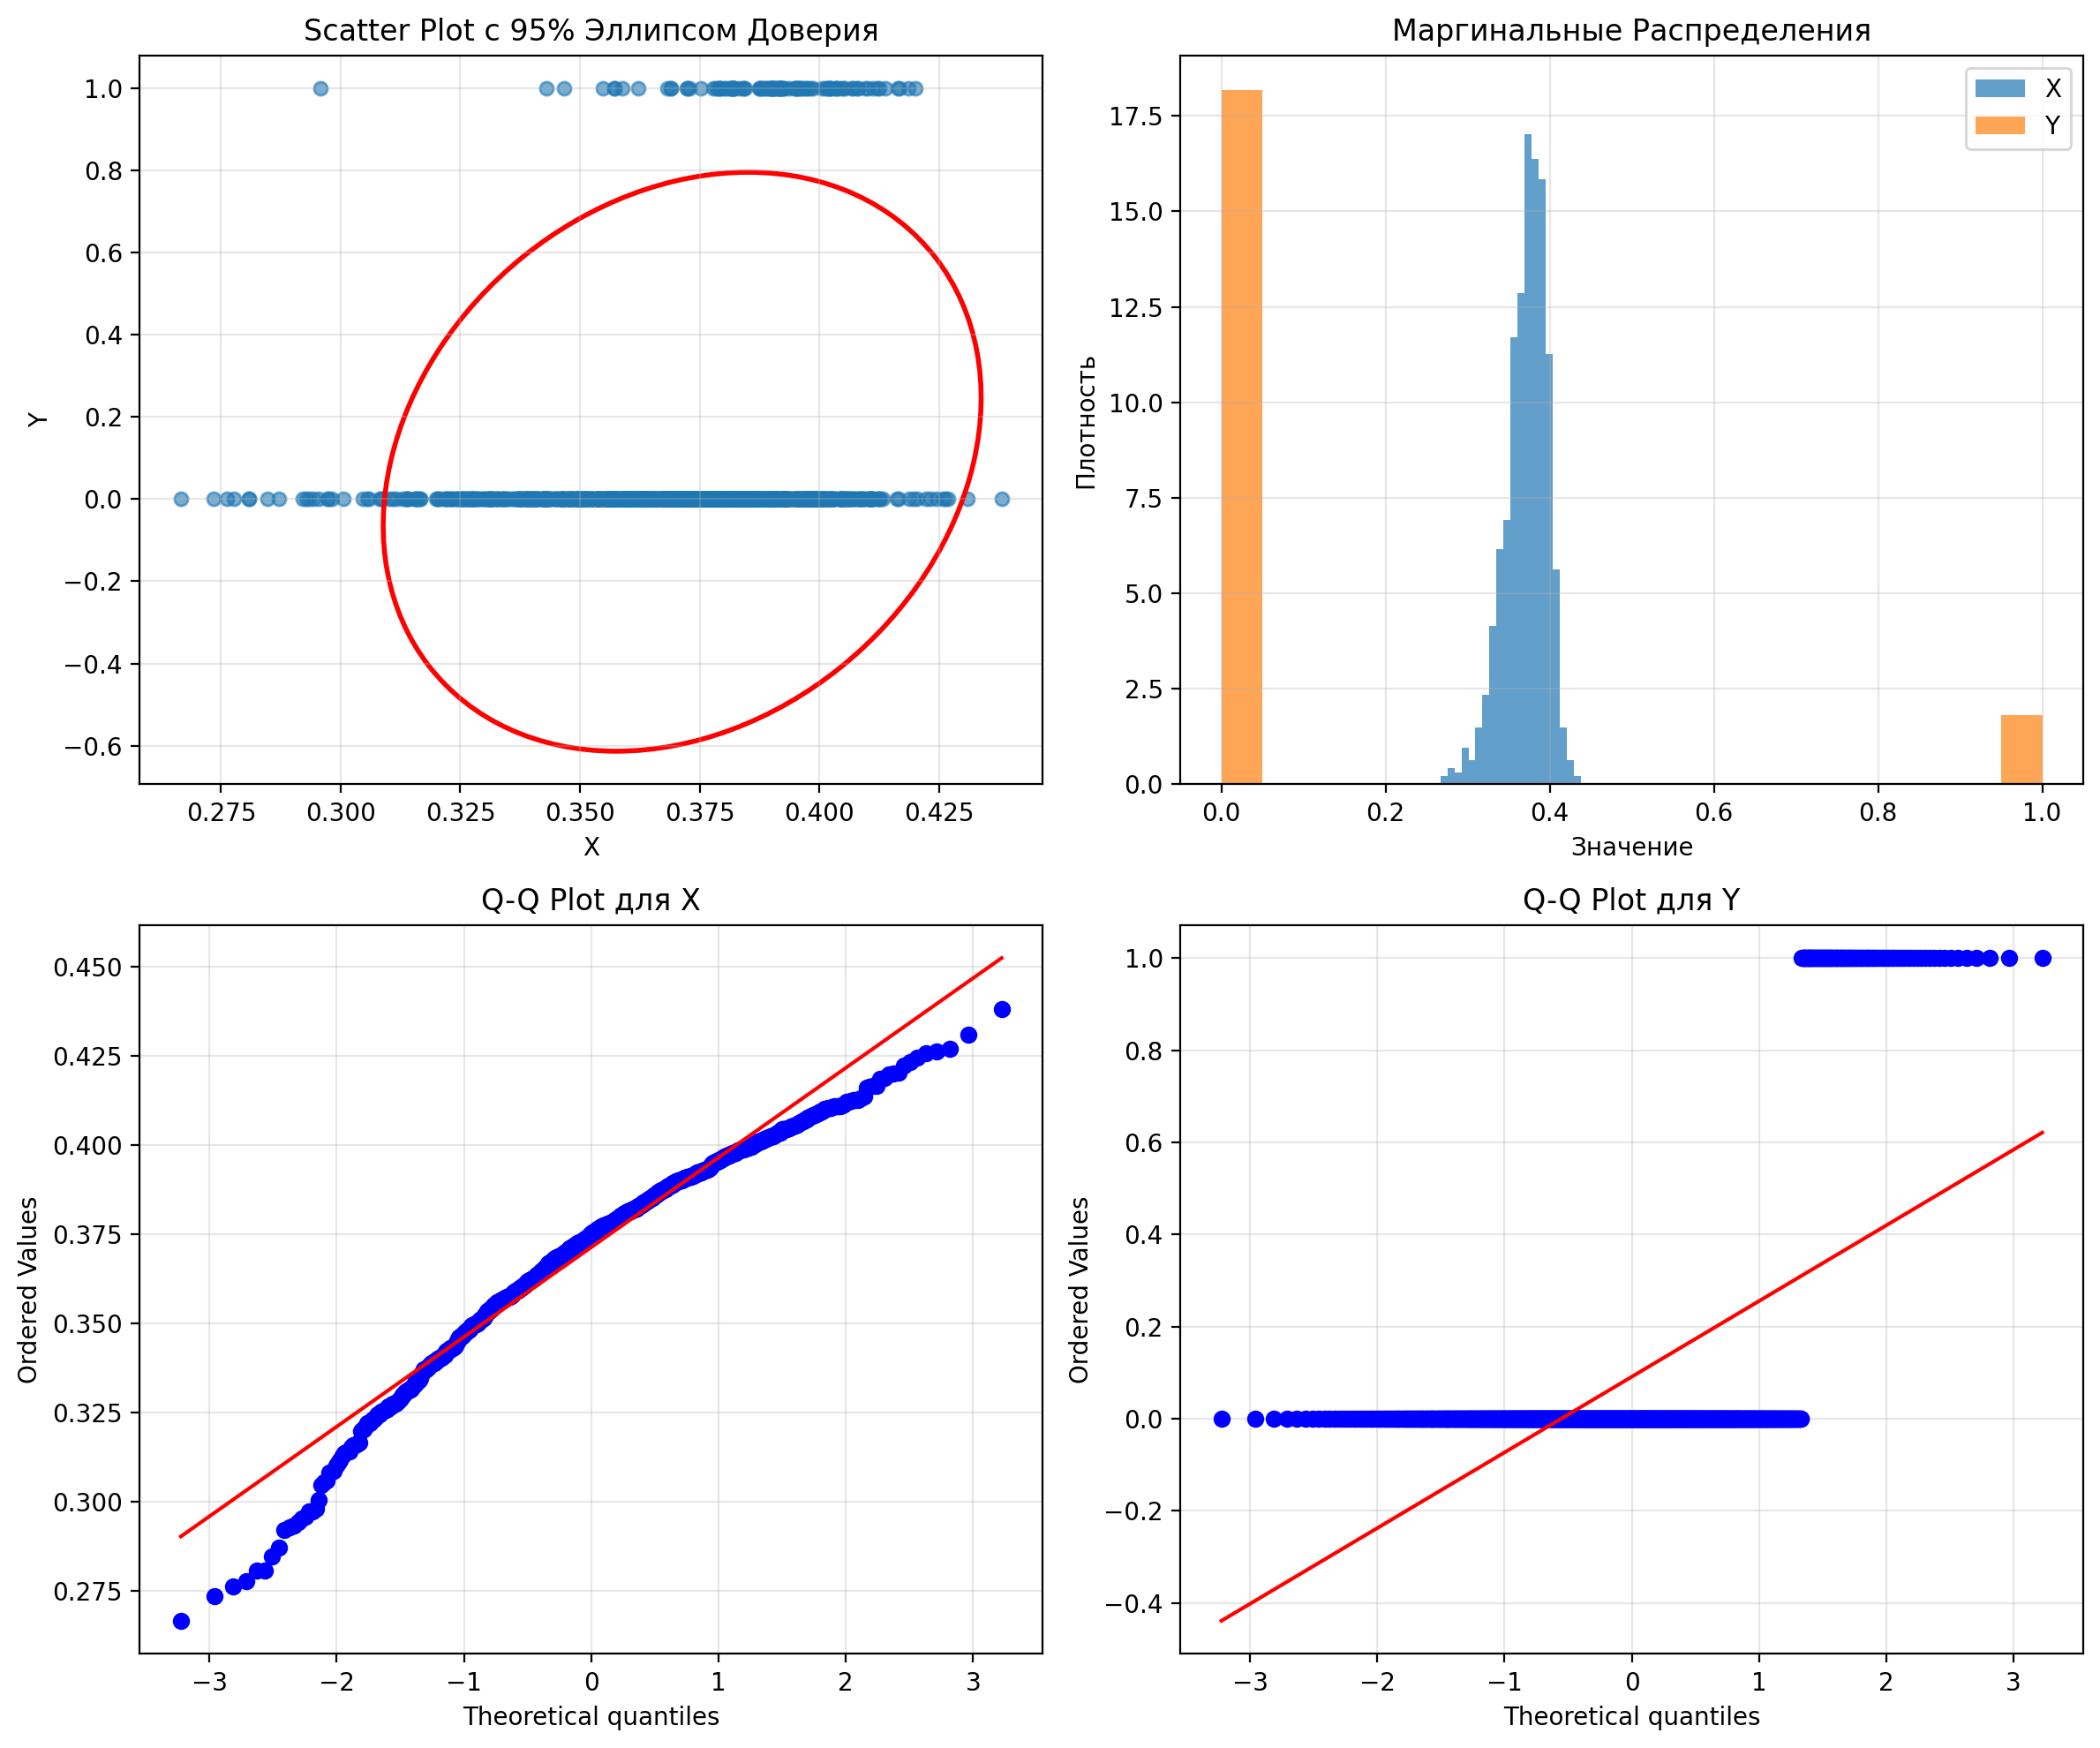 Scatter Plot с 95% Эллипсом Доверия
1.0
0.8
0.6
0.4
0.2
0.0
−0.2
−0.4
−0.6
Y
0.275 0.300 0.325 0.350 0.375 0.400 0.425
X
Маргинальные Распределения
X
Y
17.5
15.0
12.5
10.0
7.5
5.0
2.5
0.0
Плотность
0.0 0.2 0.4 0.6 0.8 1.0
Значение
Q-Q Plot для X
0.450
0.425
0.400
0.375
0.350
0.325
0.300
0.275
Ordered Values
−3 −2 −1 0 1 2 3
Theoretical quantiles
Q-Q Plot для Y
1.0
0.8
0.6
0.4
0.2
0.0
−0.2
−0.4
Ordered Values
−3 −2 −1 0 1 2 3
Theoretical quantiles